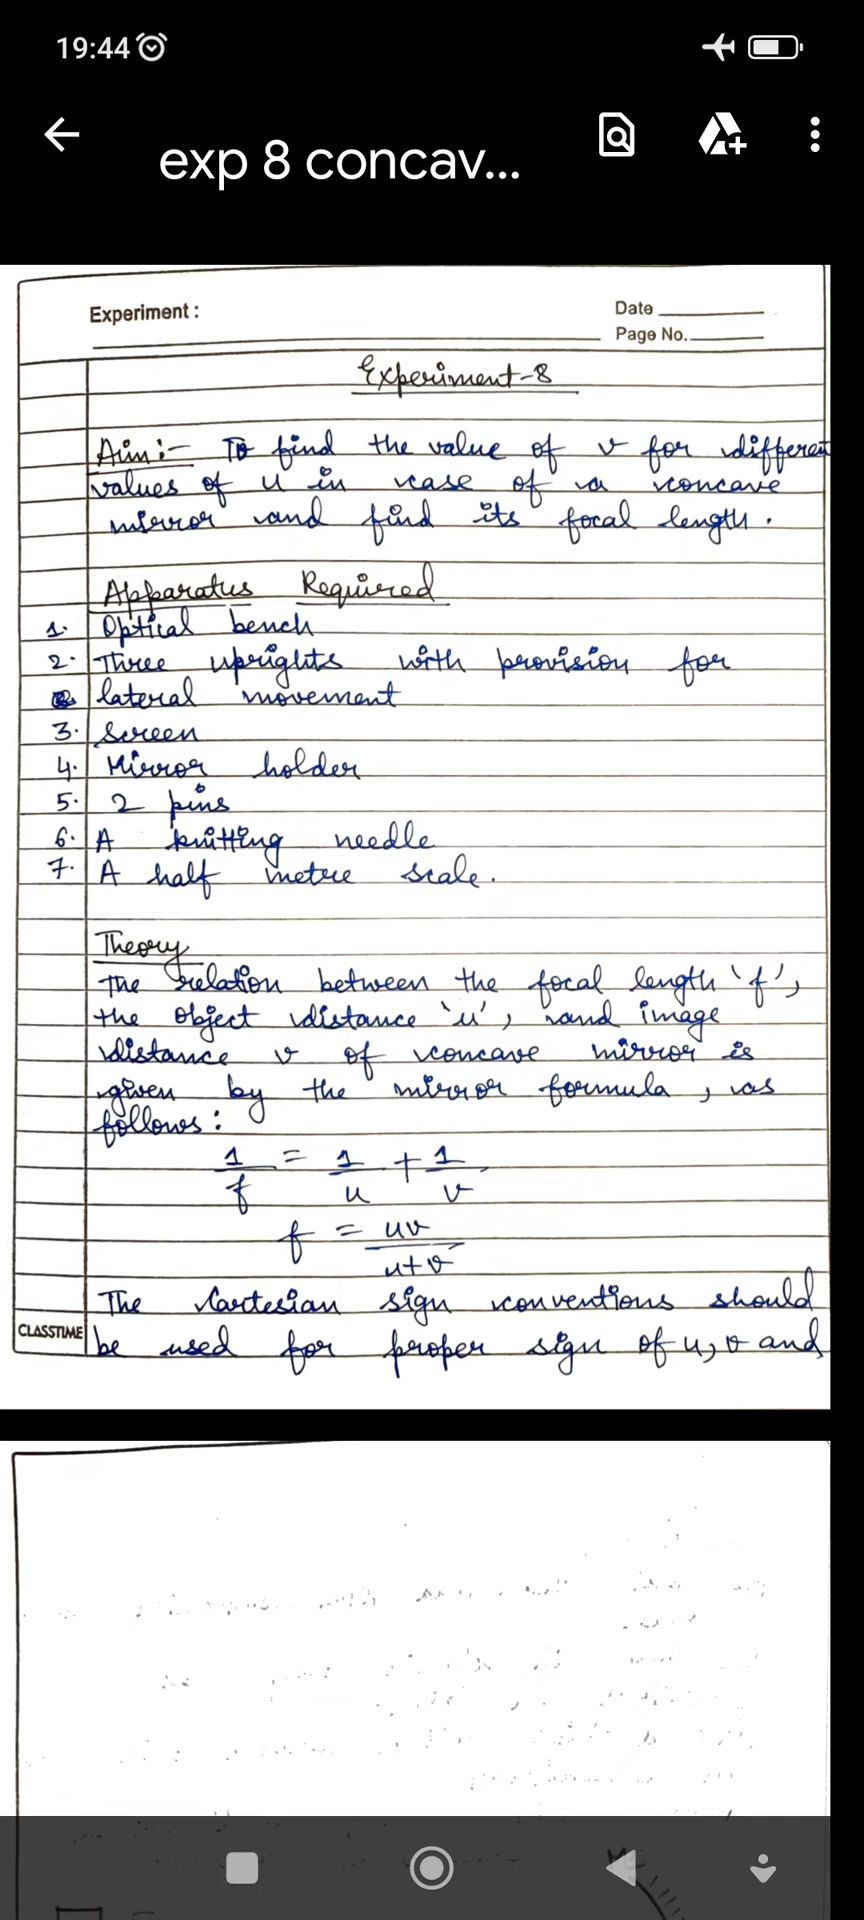 19:44
exp 8 concav...
Experiment :
Date
Page No.
Experiment-8
Aim :- To find the value of v for different
values of u in case of a concave
mirror and find its focal length.
Apparatus Required
1. Optical bench
2. Three uprights with provision for
lateral movement
3. Screen
4. Mirror holder
5. 2 pins
6. A knitting needle
7. A half metre scale.
Theory
The relation between the focal length 'f',
the object distance 'u', and image
distance v of concave mirror is
given by the mirror formula, as
follows:
1/f = 1/u + 1/v
f = uv/u+v
The Cartesian sign conventions should
CLASSTIME
be used for proper sign of u, v and